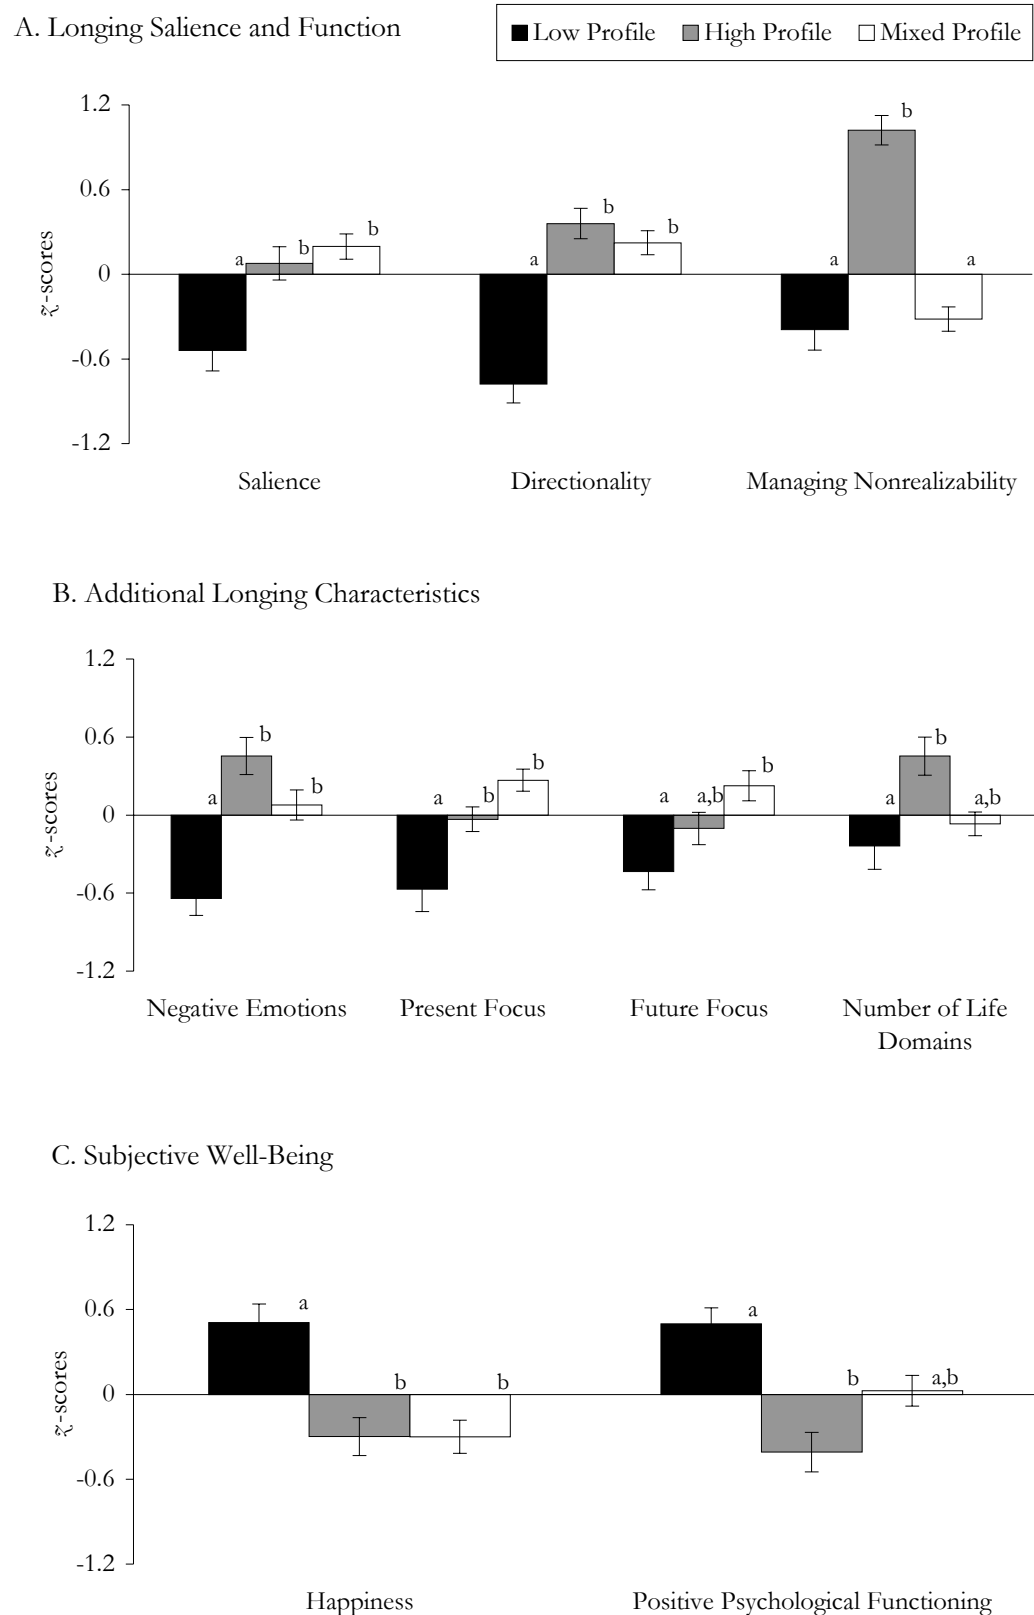 A. Longing Salience and Function
Low Profile High Profile Mixed Profile
1.2
0.6
0
-0.6
-1.2
z-scores
a b b
a b b
a b a
Salience Directionality Managing Nonrealizability
B. Additional Longing Characteristics
1.2
0.6
0
-0.6
-1.2
z-scores
a b b
a b b
a a,b b
a b a,b
Negative Emotions Present Focus Future Focus Number of Life
Domains
C. Subjective Well-Being
1.2
0.6
0
-0.6
-1.2
z-scores
a b b
a b a,b
Happiness Positive Psychological Functioning